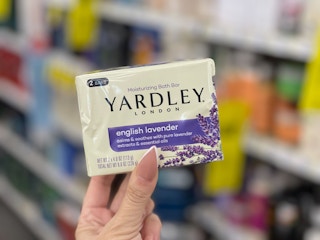 2 Bars
Moisturizing Bath Bar
YARDLEY
LONDON
english lavender
calms & soothes with pure lavender
extracts & essential oils